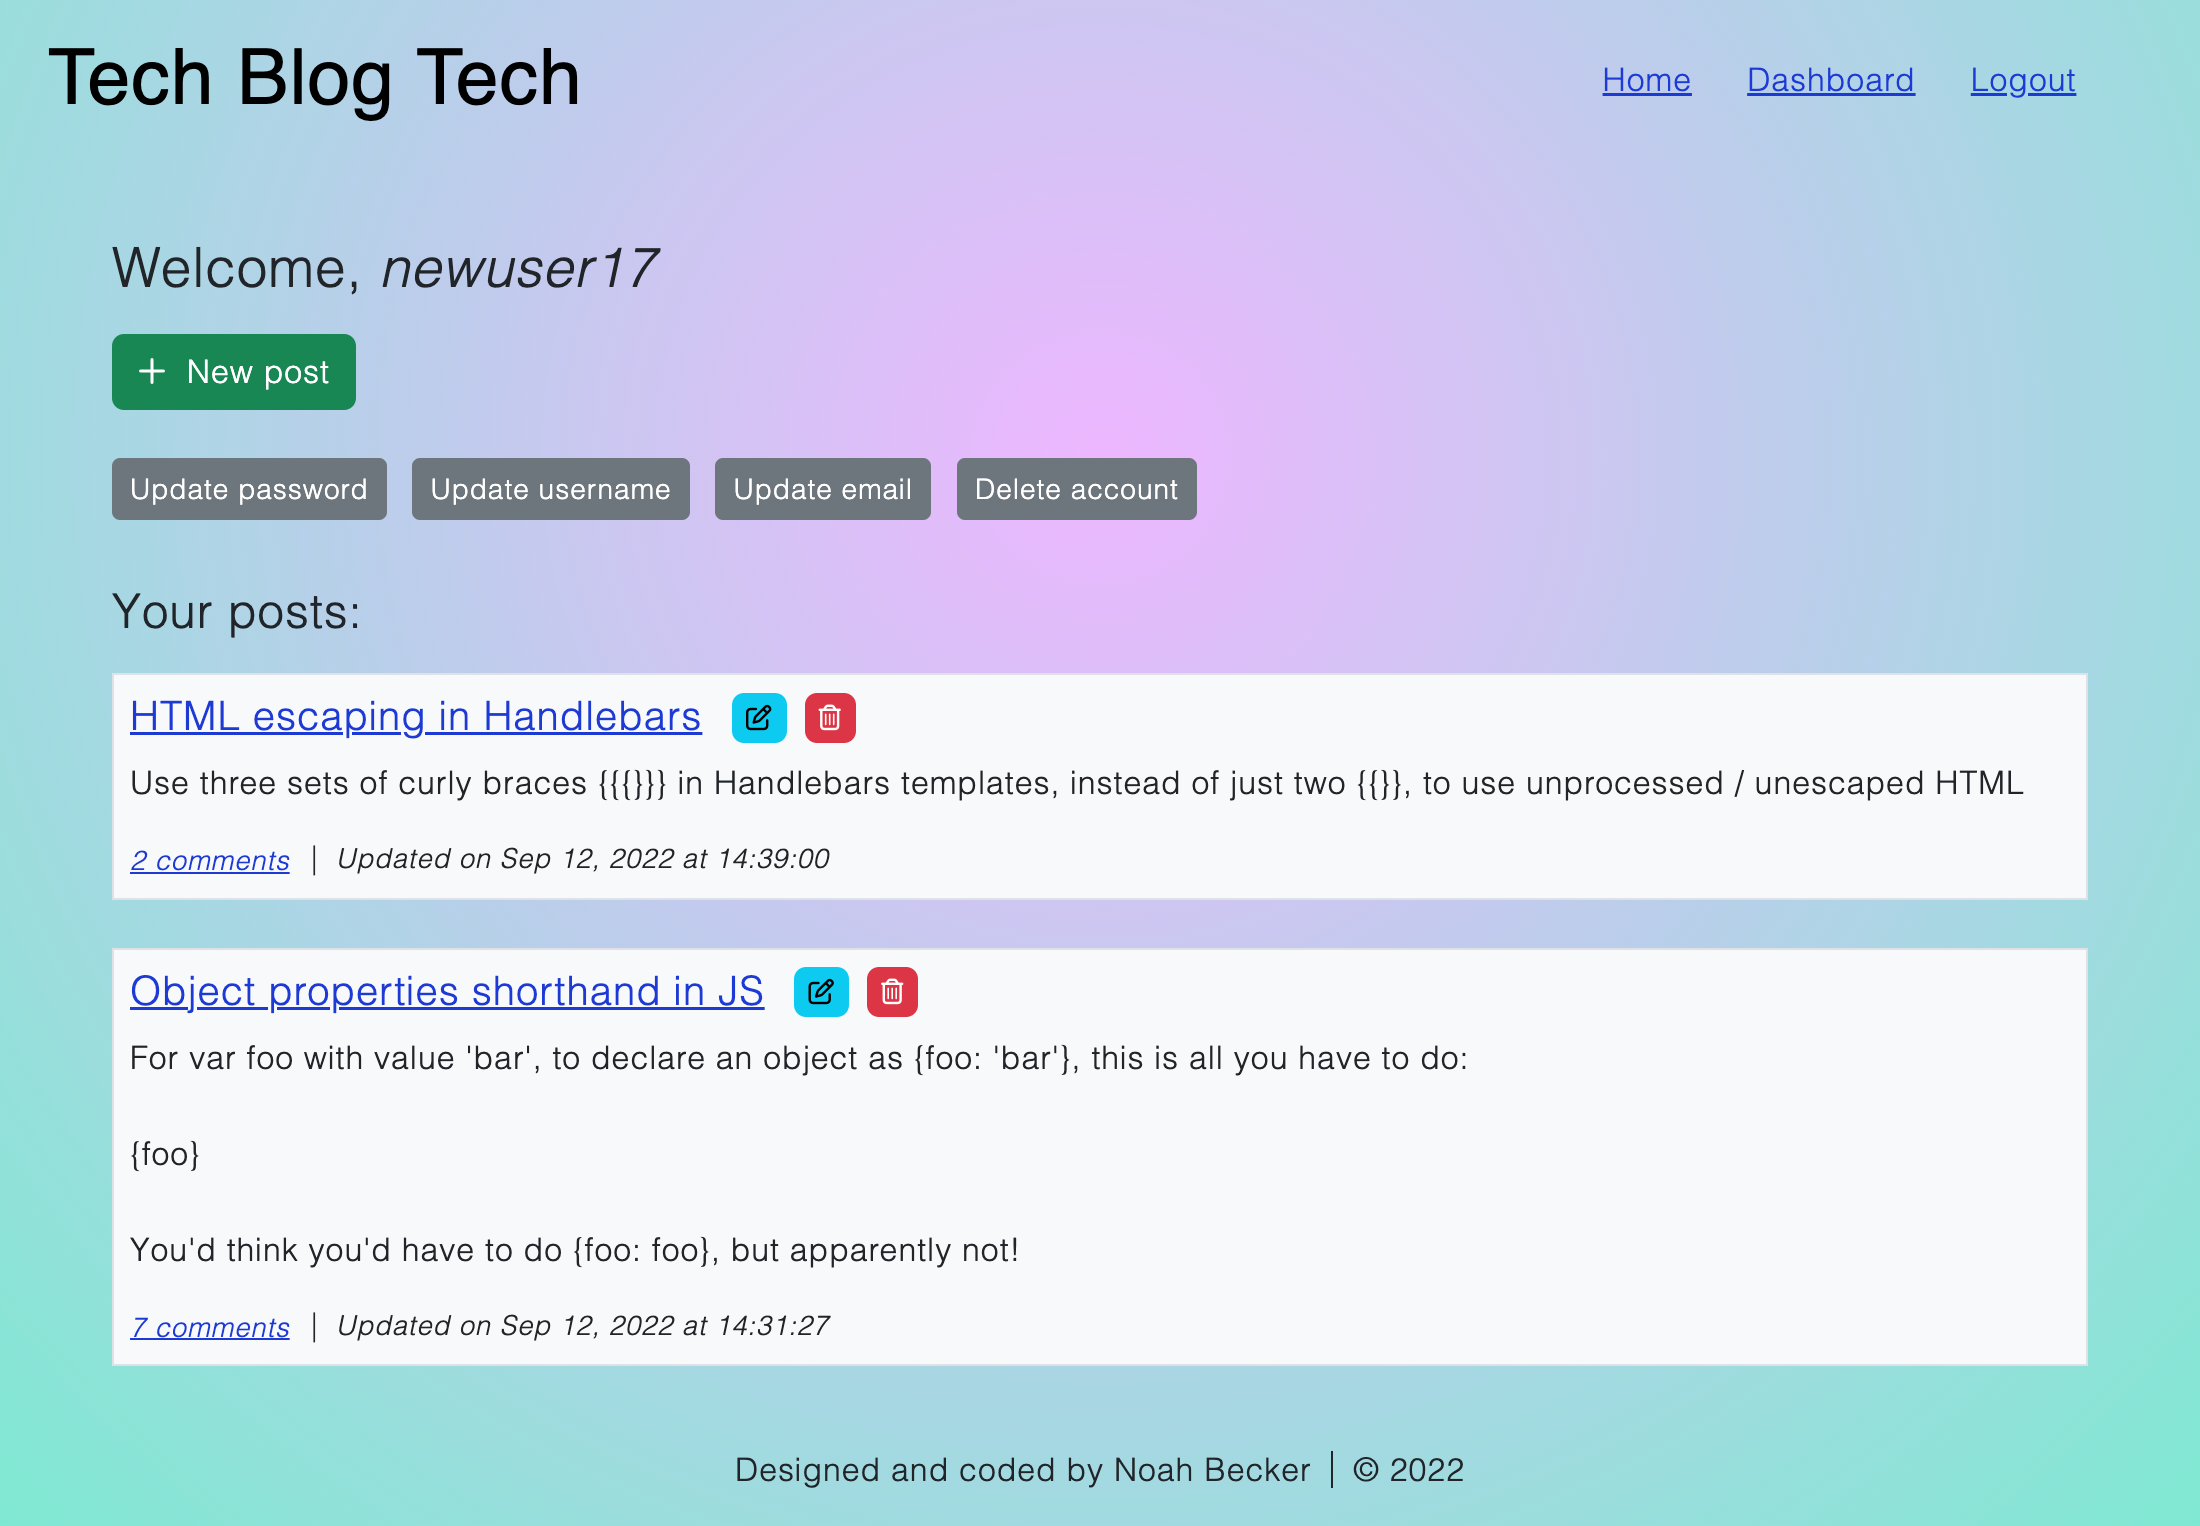 Tech Blog Tech
Home Dashboard Logout
Welcome, newuser17
+ New post
Update password Update username Update email Delete account
Your posts:
HTML escaping in Handlebars
Use three sets of curly braces {{{}}} in Handlebars templates, instead of just two {{}}, to use unprocessed / unescaped HTML
2 comments | Updated on Sep 12, 2022 at 14:39:00
Object properties shorthand in JS
For var foo with value 'bar', to declare an object as {foo: 'bar'}, this is all you have to do:
{foo}
You'd think you'd have to do {foo: foo}, but apparently not!
7 comments | Updated on Sep 12, 2022 at 14:31:27
Designed and coded by Noah Becker | © 2022